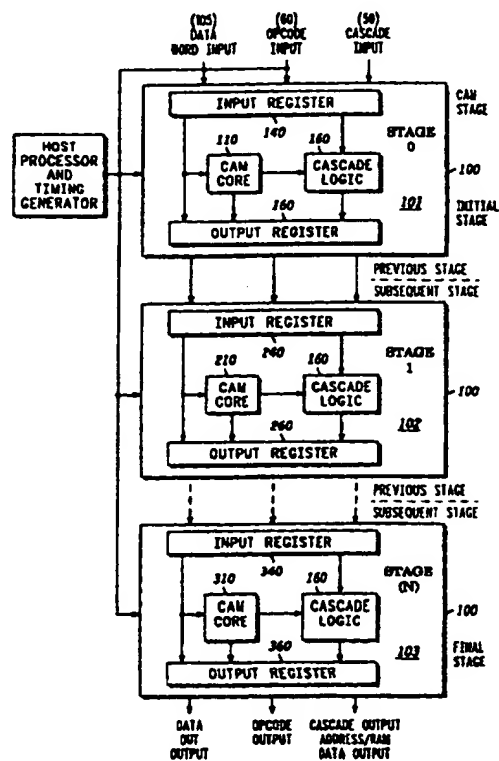 (105) (60) (50)
DATA OPCODE CASCADE
WORD INPUT INPUT INPUT
INPUT REGISTER
140
CAM
STAGE
STAGE
0
HOST
PROCESSOR
AND
TIMING
GENERATOR
110
160
CAM
CORE
CASCADE
LOGIC
100
101
INITIAL
STAGE
160
OUTPUT REGISTER
PREVIOUS STAGE
SUBSEQUENT STAGE
INPUT REGISTER
240
STAGE
1
210
160
CAM
CORE
CASCADE
LOGIC
100
260
102
OUTPUT REGISTER
PREVIOUS STAGE
SUBSEQUENT STAGE
INPUT REGISTER
340
STAGE
(N)
310
160
CAM
CORE
CASCADE
LOGIC
100
360
103
FINAL
STAGE
OUTPUT REGISTER
DATA OPCODE CASCADE OUTPUT
OUT OUTPUT ADDRESS/RAM
OUTPUT DATA OUTPUT